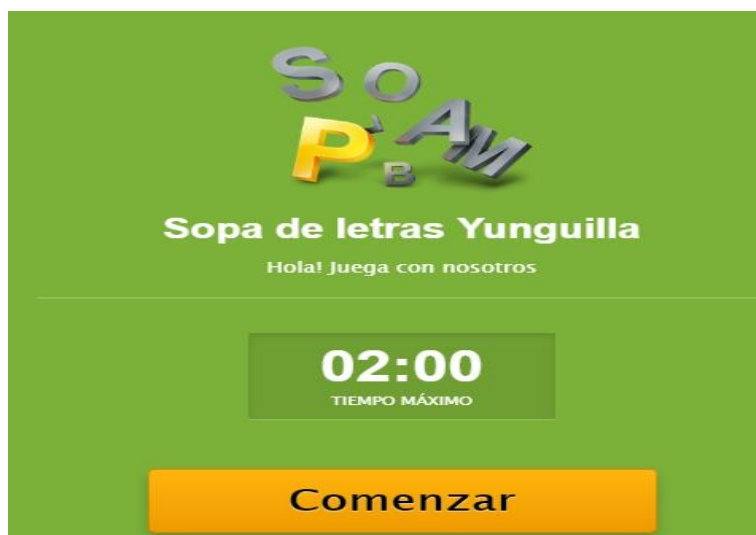 S O
P L A M
B
Sopa de letras Yunguilla
Hola! Juega con nosotros
02:00
TIEMPO MÁXIMO
Comenzar